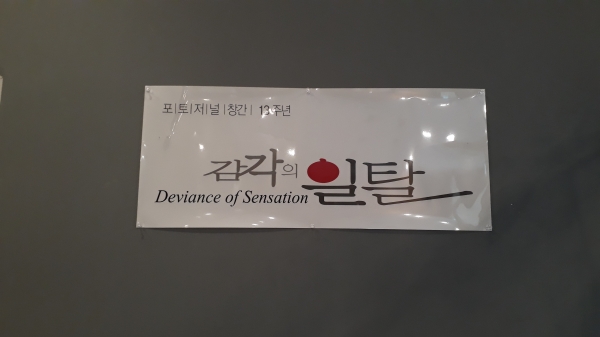 포|토|저|널|창간| 13주년
감각의 일탈
Deviance of Sensation